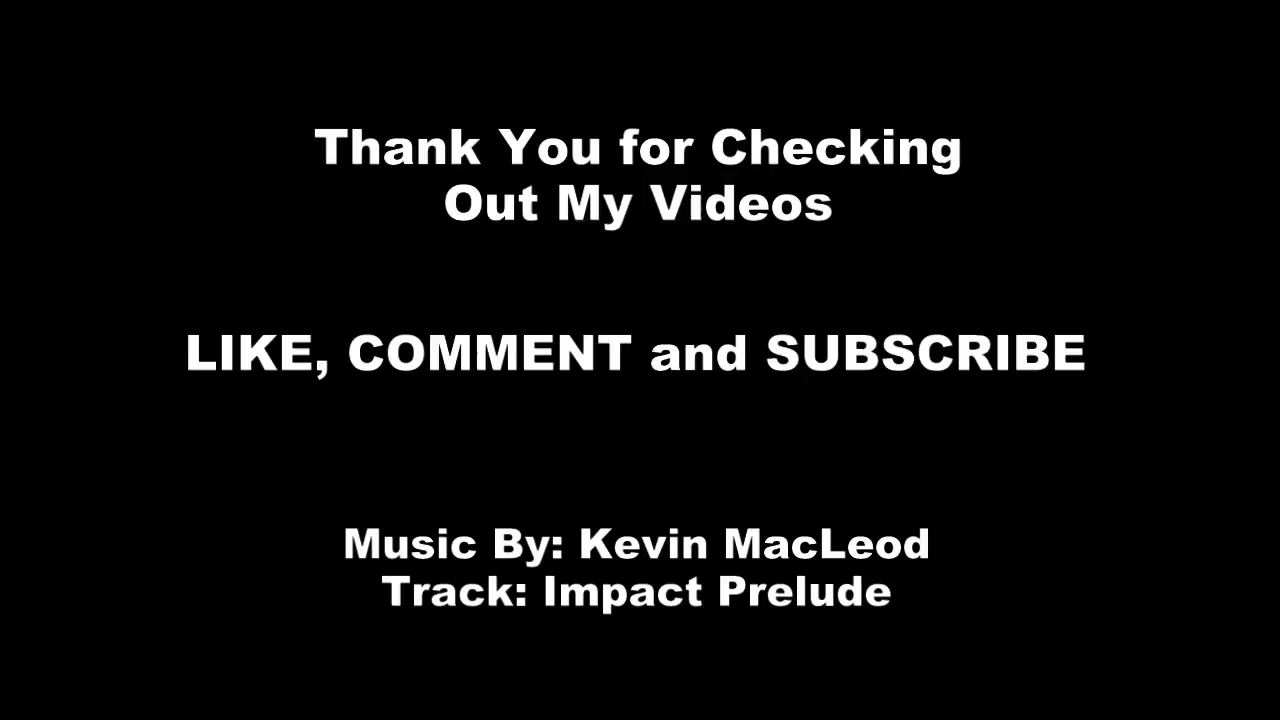 Thank You for Checking
Out My Videos
LIKE, COMMENT and SUBSCRIBE
Music By: Kevin MacLeod
Track: Impact Prelude